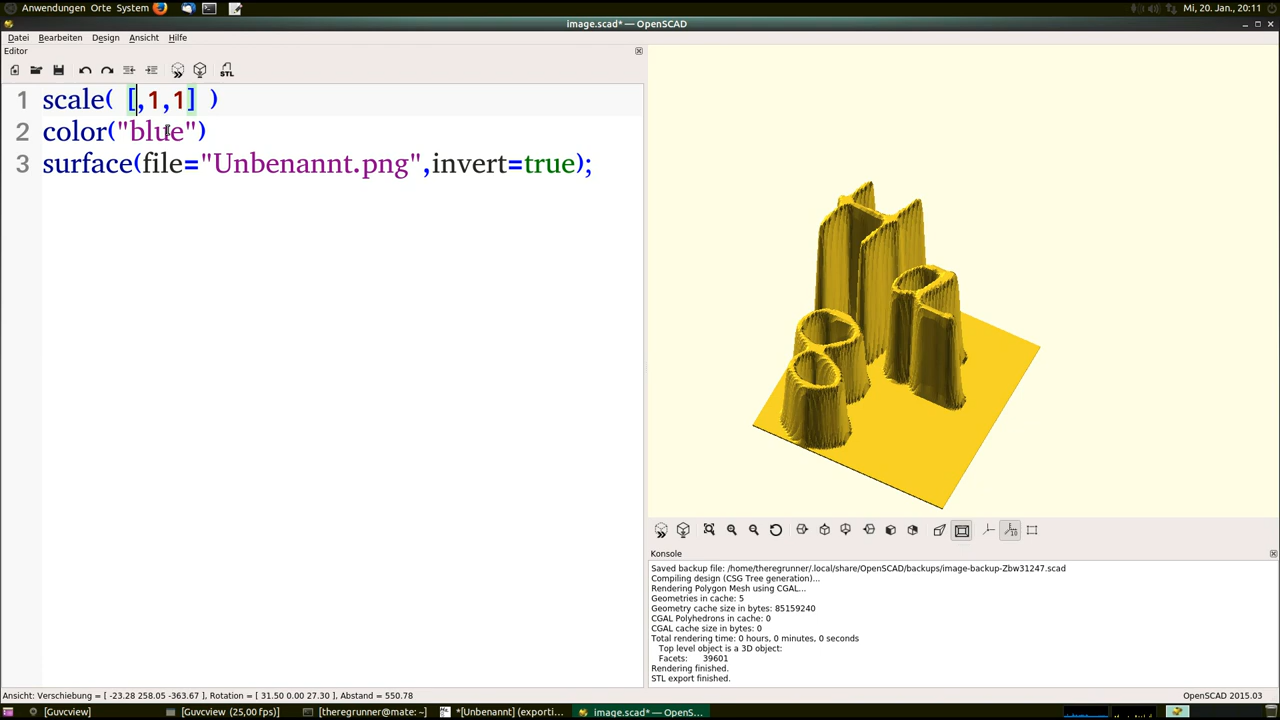 Anwendungen Orte System
Mi, 20. Jan., 20:11
image.scad* — OpenSCAD
Datei Bearbeiten Design Ansicht Hilfe
Editor
STL
1 scale( [,1,1] )
2 color("blue")
3 surface(file="Unbenannt.png",invert=true);
10
Konsole
Saved backup file: /home/theregrunner/.local/share/OpenSCAD/backups/image-backup-Zbw31247.scad
Compiling design (CSG Tree generation)...
Rendering Polygon Mesh using CGAL...
Geometries in cache: 5
Geometry cache size in bytes: 85159240
CGAL Polyhedrons in cache: 0
CGAL cache size in bytes: 0
Total rendering time: 0 hours, 0 minutes, 0 seconds
Top level object is a 3D object:
Facets: 39601
Rendering finished.
STL export finished.
Ansicht: Verschiebung = [ -23.28 258.05 -363.67 ], Rotation = [ 31.50 0.00 27.30 ], Abstand = 550.78
OpenSCAD 2015.03
[Guvcview] [Guvcview (25,00 fps)] [theregrunner@mate: ~] *[Unbenannt] (exporti... image.scad* — OpenS...